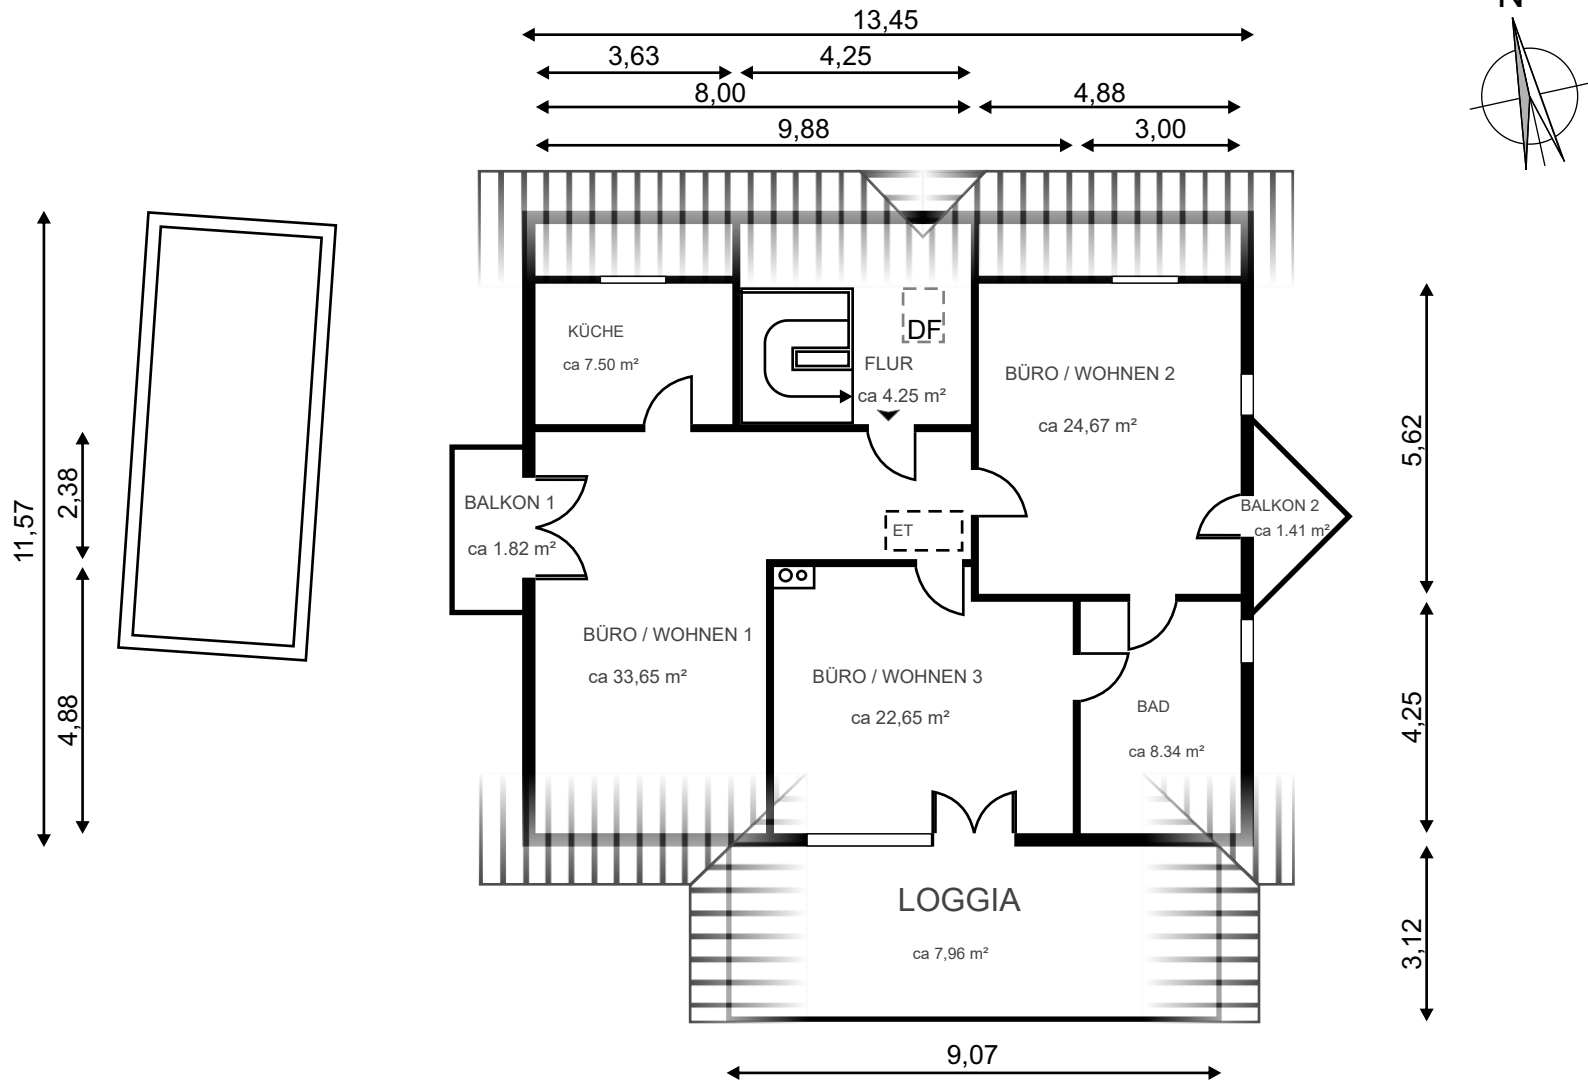 N
13,45
3,63
4,25
8,00
4,88
9,88
3,00
KÜCHE
ca 7.50 m²
DF
FLUR
ca 4.25 m²
BÜRO / WOHNEN 2
ca 24,67 m²
11,57
2,38
4,88
BALKON 1
ca 1.82 m²
ET
BALKON 2
ca 1.41 m²
5,62
BÜRO / WOHNEN 1
ca 33,65 m²
BÜRO / WOHNEN 3
ca 22,65 m²
BAD
ca 8.34 m²
4,25
LOGGIA
ca 7,96 m²
3,12
9,07